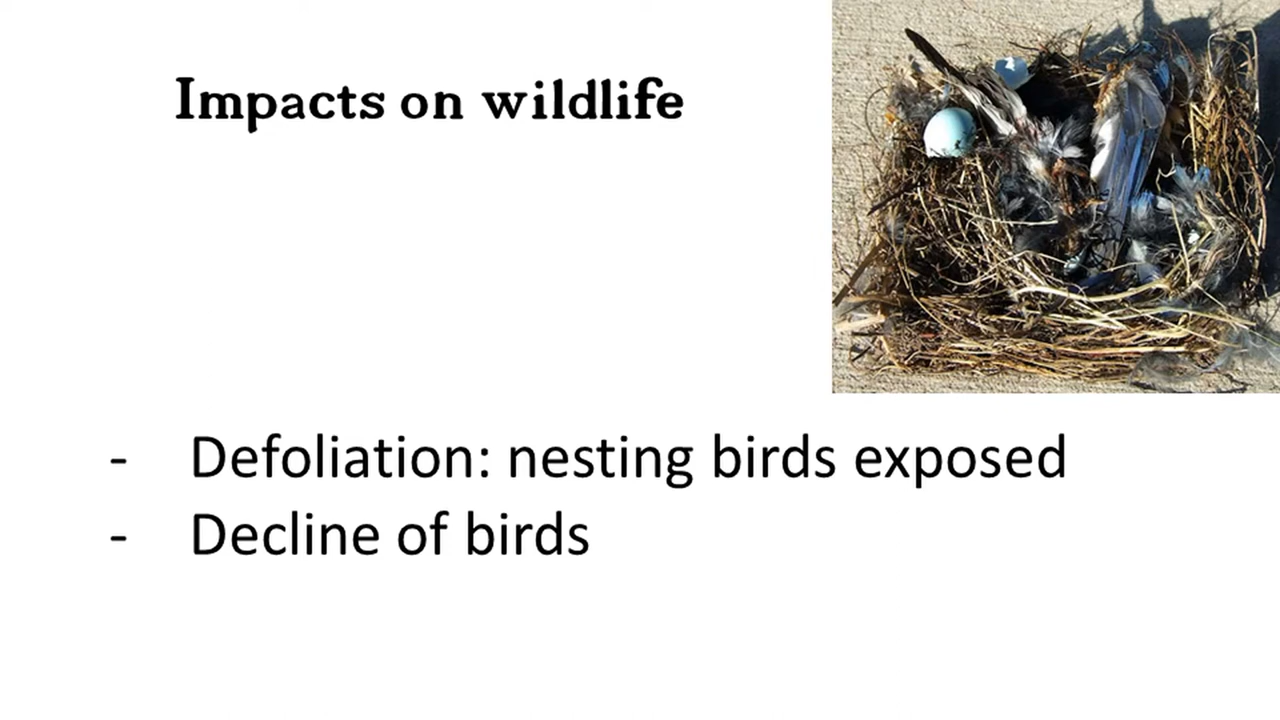 Impacts on wildlife
- Defoliation: nesting birds exposed
- Decline of birds